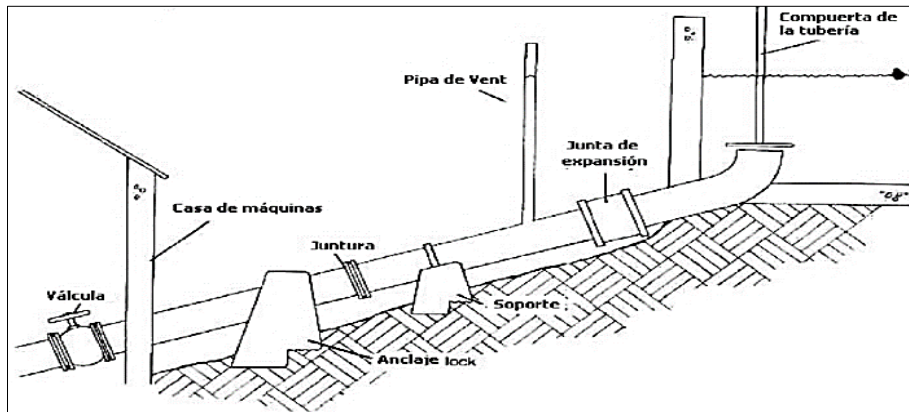 Compuerta de
la tubería
Pipa de Vent
Junta de
expansión
Casa de máquinas
Juntura
Válcula
Soporte
Anclaje lock